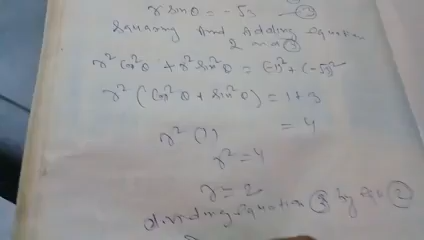 r sinθ = -√3 — ③
Squaring And Adding Equation
2 and ③
r² cos²θ + r² sin²θ = (-1)² + (-√3)²
r² (cos²θ + sin²θ) = 1+3
r² (1) = 4
r² = 4
r = 2
dividing Equation ③ by Equ ②